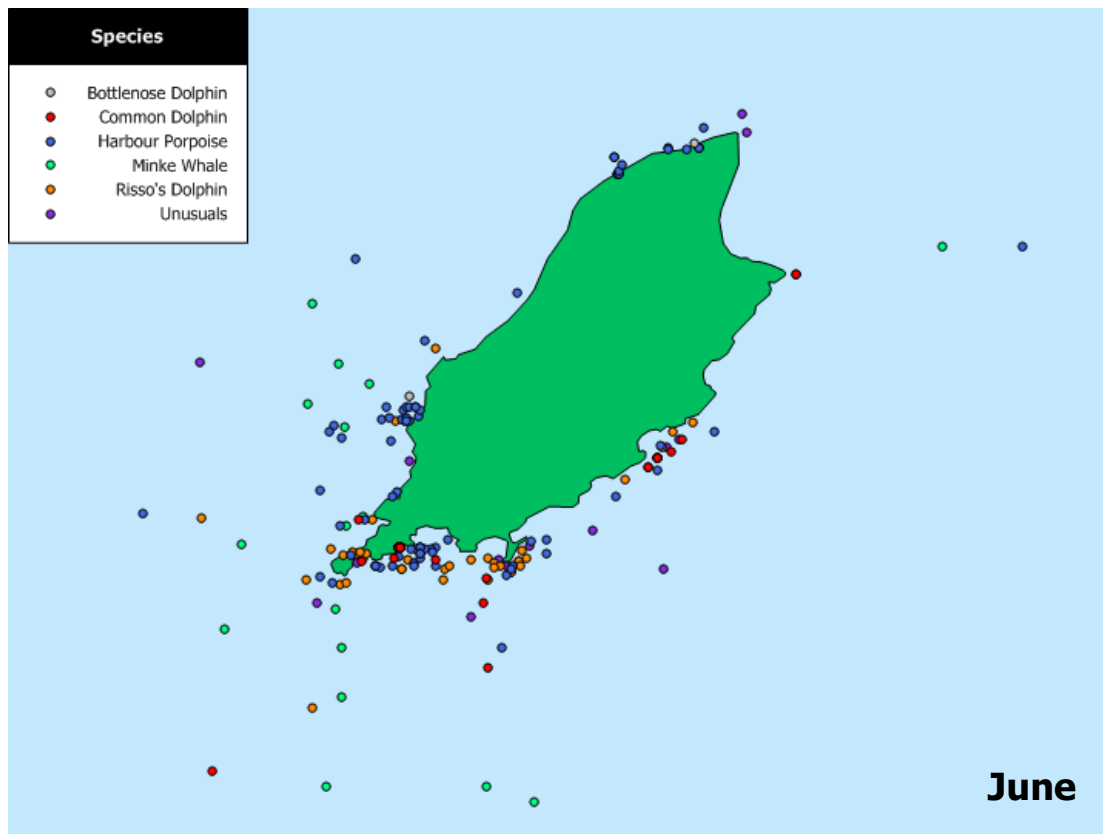 Species
Bottlenose Dolphin
Common Dolphin
Harbour Porpoise
Minke Whale
Risso's Dolphin
Unusuals
June